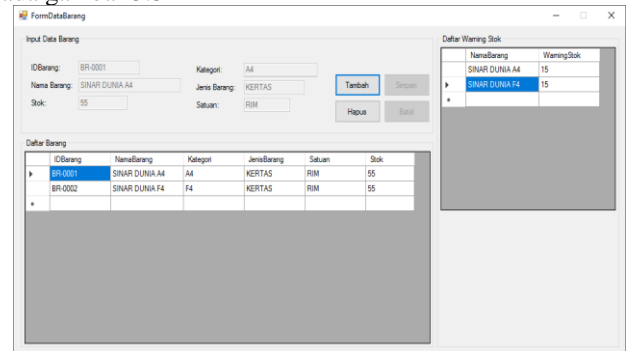 FormDataBarang
Input Data Barang
IDBarang: BR-0001 Kategori: A4
Nama Barang: SINAR DUNIA A4 Jenis Barang: KERTAS
Stok: 55 Satuan: RIM
Tambah Simpan
Hapus Batal
Daftar Barang
IDBarang NamaBarang Kategori JenisBarang Satuan Stok
BR-0001 SINAR DUNIA A4 A4 KERTAS RIM 55
BR-0002 SINAR DUNIA F4 F4 KERTAS RIM 55
Daftar Warning Stok
NamaBarang WarningStok
SINAR DUNIA A4 15
SINAR DUNIA F4 15